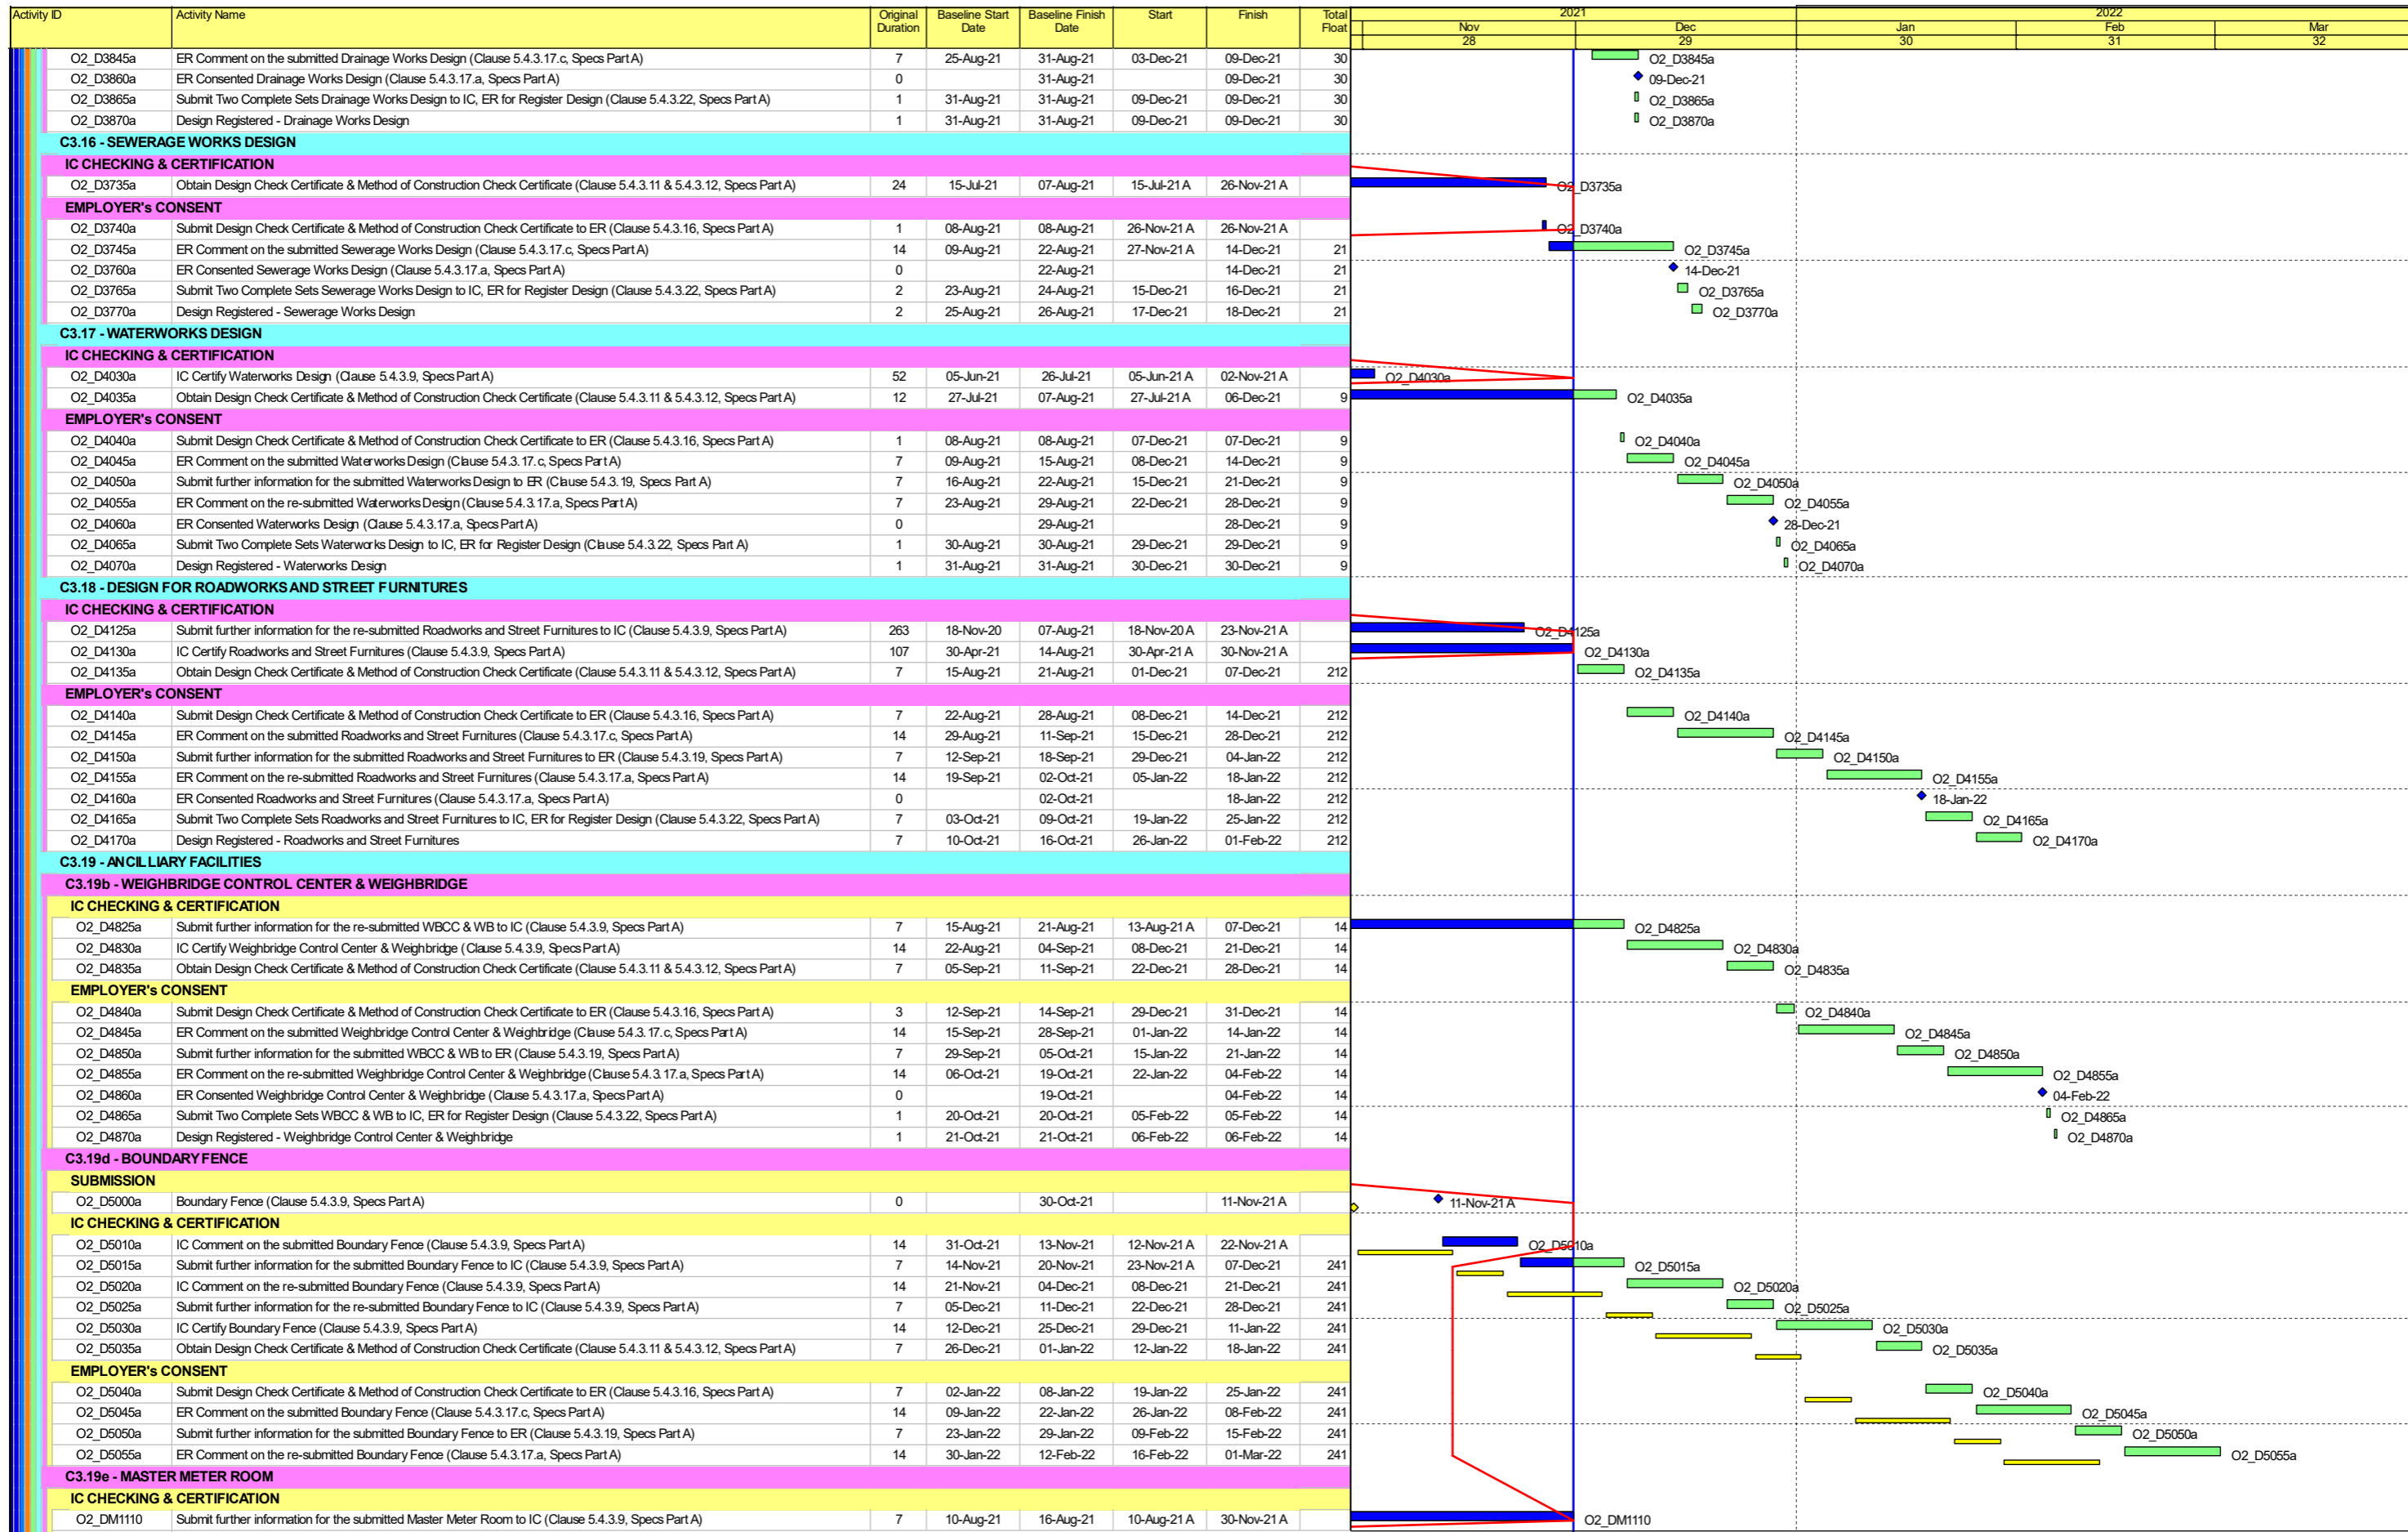 Activity ID Activity Name Original Duration Baseline Start Date Baseline Finish Date Start Finish Total Float 2021 2022
Nov Dec Jan Feb Mar
28 29 30 31 32
O2_D3845a ER Comment on the submitted Drainage Works Design (Clause 5.4.3.17.c, Specs Part A) 7 25-Aug-21 31-Aug-21 03-Dec-21 09-Dec-21 30 O2_D3845a
O2_D3860a ER Consented Drainage Works Design (Clause 5.4.3.17.a, Specs Part A) 0 31-Aug-21 09-Dec-21 30 09-Dec-21
O2_D3865a Submit Two Complete Sets Drainage Works Design to IC, ER for Register Design (Clause 5.4.3.22, Specs Part A) 1 31-Aug-21 31-Aug-21 09-Dec-21 09-Dec-21 30 O2_D3865a
O2_D3870a Design Registered - Drainage Works Design 1 31-Aug-21 31-Aug-21 09-Dec-21 09-Dec-21 30 O2_D3870a
C3.16 - SEWERAGE WORKS DESIGN
IC CHECKING & CERTIFICATION
O2_D3735a Obtain Design Check Certificate & Method of Construction Check Certificate (Clause 5.4.3.11 & 5.4.3.12, Specs Part A) 24 15-Jul-21 07-Aug-21 15-Jul-21 A 26-Nov-21 A O2_D3735a
EMPLOYER's CONSENT
O2_D3740a Submit Design Check Certificate & Method of Construction Check Certificate to ER (Clause 5.4.3.16, Specs Part A) 1 08-Aug-21 08-Aug-21 26-Nov-21 A 26-Nov-21 A O2_D3740a
O2_D3745a ER Comment on the submitted Sewerage Works Design (Clause 5.4.3.17.c, Specs Part A) 14 09-Aug-21 22-Aug-21 27-Nov-21 A 14-Dec-21 21 O2_D3745a
O2_D3760a ER Consented Sewerage Works Design (Clause 5.4.3.17.a, Specs Part A) 0 22-Aug-21 14-Dec-21 21 14-Dec-21
O2_D3765a Submit Two Complete Sets Sewerage Works Design to IC, ER for Register Design (Clause 5.4.3.22, Specs Part A) 2 23-Aug-21 24-Aug-21 15-Dec-21 16-Dec-21 21 O2_D3765a
O2_D3770a Design Registered - Sewerage Works Design 2 25-Aug-21 26-Aug-21 17-Dec-21 18-Dec-21 21 O2_D3770a
C3.17 - WATERWORKS DESIGN
IC CHECKING & CERTIFICATION
O2_D4030a IC Certify Waterworks Design (Clause 5.4.3.9, Specs Part A) 52 05-Jun-21 26-Jul-21 05-Jun-21 A 02-Nov-21 A O2_D4030a
O2_D4035a Obtain Design Check Certificate & Method of Construction Check Certificate (Clause 5.4.3.11 & 5.4.3.12, Specs Part A) 12 27-Jul-21 07-Aug-21 27-Jul-21 A 06-Dec-21 9 O2_D4035a
EMPLOYER's CONSENT
O2_D4040a Submit Design Check Certificate & Method of Construction Check Certificate to ER (Clause 5.4.3.16, Specs Part A) 1 08-Aug-21 08-Aug-21 07-Dec-21 07-Dec-21 9 O2_D4040a
O2_D4045a ER Comment on the submitted Waterworks Design (Clause 5.4.3.17.c, Specs Part A) 7 09-Aug-21 15-Aug-21 08-Dec-21 14-Dec-21 9 O2_D4045a
O2_D4050a Submit further information for the submitted Waterworks Design to ER (Clause 5.4.3.19, Specs Part A) 7 16-Aug-21 22-Aug-21 15-Dec-21 21-Dec-21 9 O2_D4050a
O2_D4055a ER Comment on the re-submitted Waterworks Design (Clause 5.4.3.17.a, Specs Part A) 7 23-Aug-21 29-Aug-21 22-Dec-21 28-Dec-21 9 O2_D4055a
O2_D4060a ER Consented Waterworks Design (Clause 5.4.3.17.a, Specs Part A) 0 29-Aug-21 28-Dec-21 9 28-Dec-21
O2_D4065a Submit Two Complete Sets Waterworks Design to IC, ER for Register Design (Clause 5.4.3.22, Specs Part A) 1 30-Aug-21 30-Aug-21 29-Dec-21 29-Dec-21 9 O2_D4065a
O2_D4070a Design Registered - Waterworks Design 1 31-Aug-21 31-Aug-21 30-Dec-21 30-Dec-21 9 O2_D4070a
C3.18 - DESIGN FOR ROADWORKS AND STREET FURNITURES
IC CHECKING & CERTIFICATION
O2_D4125a Submit further information for the re-submitted Roadworks and Street Furnitures to IC (Clause 5.4.3.9, Specs Part A) 263 18-Nov-20 07-Aug-21 18-Nov-20 A 23-Nov-21 A O2_D4125a
O2_D4130a IC Certify Roadworks and Street Furnitures (Clause 5.4.3.9, Specs Part A) 107 30-Apr-21 14-Aug-21 30-Apr-21 A 30-Nov-21 A O2_D4130a
O2_D4135a Obtain Design Check Certificate & Method of Construction Check Certificate (Clause 5.4.3.11 & 5.4.3.12, Specs Part A) 7 15-Aug-21 21-Aug-21 01-Dec-21 07-Dec-21 212 O2_D4135a
EMPLOYER's CONSENT
O2_D4140a Submit Design Check Certificate & Method of Construction Check Certificate to ER (Clause 5.4.3.16, Specs Part A) 7 22-Aug-21 28-Aug-21 08-Dec-21 14-Dec-21 212 O2_D4140a
O2_D4145a ER Comment on the submitted Roadworks and Street Furnitures (Clause 5.4.3.17.c, Specs Part A) 14 29-Aug-21 11-Sep-21 15-Dec-21 28-Dec-21 212 O2_D4145a
O2_D4150a Submit further information for the submitted Roadworks and Street Furnitures to ER (Clause 5.4.3.19, Specs Part A) 7 12-Sep-21 18-Sep-21 29-Dec-21 04-Jan-22 212 O2_D4150a
O2_D4155a ER Comment on the re-submitted Roadworks and Street Furnitures (Clause 5.4.3.17.a, Specs Part A) 14 19-Sep-21 02-Oct-21 05-Jan-22 18-Jan-22 212 O2_D4155a
O2_D4160a ER Consented Roadworks and Street Furnitures (Clause 5.4.3.17.a, Specs Part A) 0 02-Oct-21 18-Jan-22 212 18-Jan-22
O2_D4165a Submit Two Complete Sets Roadworks and Street Furnitures to IC, ER for Register Design (Clause 5.4.3.22, Specs Part A) 7 03-Oct-21 09-Oct-21 19-Jan-22 25-Jan-22 212 O2_D4165a
O2_D4170a Design Registered - Roadworks and Street Furnitures 7 10-Oct-21 16-Oct-21 26-Jan-22 01-Feb-22 212 O2_D4170a
C3.19 - ANCILLIARY FACILITIES
C3.19b - WEIGHBRIDGE CONTROL CENTER & WEIGHBRIDGE
IC CHECKING & CERTIFICATION
O2_D4825a Submit further information for the re-submitted WBCC & WB to IC (Clause 5.4.3.9, Specs Part A) 7 15-Aug-21 21-Aug-21 13-Aug-21 A 07-Dec-21 14 O2_D4825a
O2_D4830a IC Certify Weighbridge Control Center & Weighbridge (Clause 5.4.3.9, Specs Part A) 14 22-Aug-21 04-Sep-21 08-Dec-21 21-Dec-21 14 O2_D4830a
O2_D4835a Obtain Design Check Certificate & Method of Construction Check Certificate (Clause 5.4.3.11 & 5.4.3.12, Specs Part A) 7 05-Sep-21 11-Sep-21 22-Dec-21 28-Dec-21 14 O2_D4835a
EMPLOYER's CONSENT
O2_D4840a Submit Design Check Certificate & Method of Construction Check Certificate to ER (Clause 5.4.3.16, Specs Part A) 3 12-Sep-21 14-Sep-21 29-Dec-21 31-Dec-21 14 O2_D4840a
O2_D4845a ER Comment on the submitted Weighbridge Control Center & Weighbridge (Clause 5.4.3.17.c, Specs Part A) 14 15-Sep-21 28-Sep-21 01-Jan-22 14-Jan-22 14 O2_D4845a
O2_D4850a Submit further information for the submitted WBCC & WB to ER (Clause 5.4.3.19, Specs Part A) 7 29-Sep-21 05-Oct-21 15-Jan-22 21-Jan-22 14 O2_D4850a
O2_D4855a ER Comment on the re-submitted Weighbridge Control Center & Weighbridge (Clause 5.4.3.17.a, Specs Part A) 14 06-Oct-21 19-Oct-21 22-Jan-22 04-Feb-22 14 O2_D4855a
O2_D4860a ER Consented Weighbridge Control Center & Weighbridge (Clause 5.4.3.17.a, Specs Part A) 0 19-Oct-21 04-Feb-22 14 04-Feb-22
O2_D4865a Submit Two Complete Sets WBCC & WB to IC, ER for Register Design (Clause 5.4.3.22, Specs Part A) 1 20-Oct-21 20-Oct-21 05-Feb-22 05-Feb-22 14 O2_D4865a
O2_D4870a Design Registered - Weighbridge Control Center & Weighbridge 1 21-Oct-21 21-Oct-21 06-Feb-22 06-Feb-22 14 O2_D4870a
C3.19d - BOUNDARY FENCE
SUBMISSION
O2_D5000a Boundary Fence (Clause 5.4.3.9, Specs Part A) 0 30-Oct-21 11-Nov-21 A 11-Nov-21 A
IC CHECKING & CERTIFICATION
O2_D5010a IC Comment on the submitted Boundary Fence (Clause 5.4.3.9, Specs Part A) 14 31-Oct-21 13-Nov-21 12-Nov-21 A 22-Nov-21 A O2_D5010a
O2_D5015a Submit further information for the submitted Boundary Fence to IC (Clause 5.4.3.9, Specs Part A) 7 14-Nov-21 20-Nov-21 23-Nov-21 A 07-Dec-21 241 O2_D5015a
O2_D5020a IC Comment on the re-submitted Boundary Fence (Clause 5.4.3.9, Specs Part A) 14 21-Nov-21 04-Dec-21 08-Dec-21 21-Dec-21 241 O2_D5020a
O2_D5025a Submit further information for the re-submitted Boundary Fence to IC (Clause 5.4.3.9, Specs Part A) 7 05-Dec-21 11-Dec-21 22-Dec-21 28-Dec-21 241 O2_D5025a
O2_D5030a IC Certify Boundary Fence (Clause 5.4.3.9, Specs Part A) 14 12-Dec-21 25-Dec-21 29-Dec-21 11-Jan-22 241 O2_D5030a
O2_D5035a Obtain Design Check Certificate & Method of Construction Check Certificate (Clause 5.4.3.11 & 5.4.3.12, Specs Part A) 7 26-Dec-21 01-Jan-22 12-Jan-22 18-Jan-22 241 O2_D5035a
EMPLOYER's CONSENT
O2_D5040a Submit Design Check Certificate & Method of Construction Check Certificate to ER (Clause 5.4.3.16, Specs Part A) 7 02-Jan-22 08-Jan-22 19-Jan-22 25-Jan-22 241 O2_D5040a
O2_D5045a ER Comment on the submitted Boundary Fence (Clause 5.4.3.17.c, Specs Part A) 14 09-Jan-22 22-Jan-22 26-Jan-22 08-Feb-22 241 O2_D5045a
O2_D5050a Submit further information for the submitted Boundary Fence to ER (Clause 5.4.3.19, Specs Part A) 7 23-Jan-22 29-Jan-22 09-Feb-22 15-Feb-22 241 O2_D5050a
O2_D5055a ER Comment on the re-submitted Boundary Fence (Clause 5.4.3.17.a, Specs Part A) 14 30-Jan-22 12-Feb-22 16-Feb-22 01-Mar-22 241 O2_D5055a
C3.19e - MASTER METER ROOM
IC CHECKING & CERTIFICATION
O2_DM1110 Submit further information for the submitted Master Meter Room to IC (Clause 5.4.3.9, Specs Part A) 7 10-Aug-21 16-Aug-21 10-Aug-21 A 30-Nov-21 A O2_DM1110